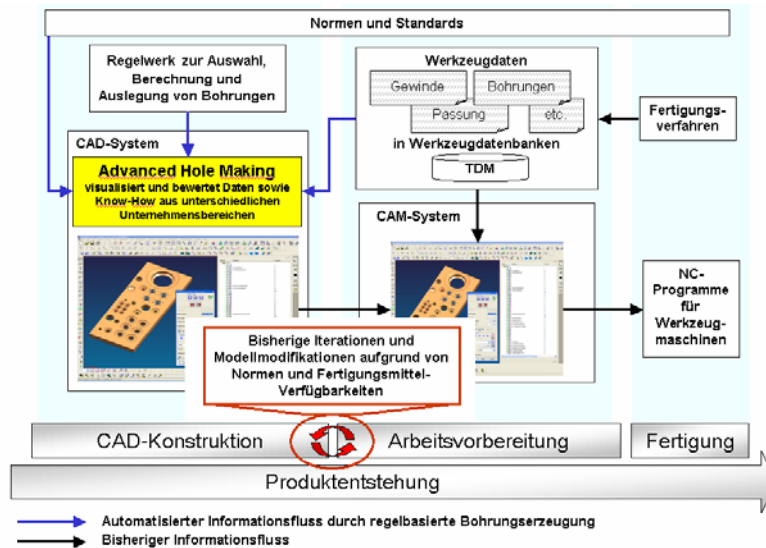 Normen und Standards
Regelwerk zur Auswahl,
Berechnung und
Auslegung von Bohrungen
Werkzeugdaten
Gewinde
Bohrungen
Passung
etc.
in Werkzeugdatenbanken
TDM
Fertigungs-
verfahren
CAD-System
Advanced Hole Making
visualisiert und bewertet Daten sowie
Know-How aus unterschiedlichen
Unternehmensbereichen
CAM-System
NC-
Programme
für
Werkzeug-
maschinen
Bisherige Iterationen und
Modellmodifikationen aufgrund von
Normen und Fertigungsmittel-
Verfügbarkeiten
CAD-Konstruktion
Arbeitsvorbereitung
Fertigung
Produktentstehung
Automatisierter Informationsfluss durch regelbasierte Bohrungserzeugung
Bisheriger Informationsfluss